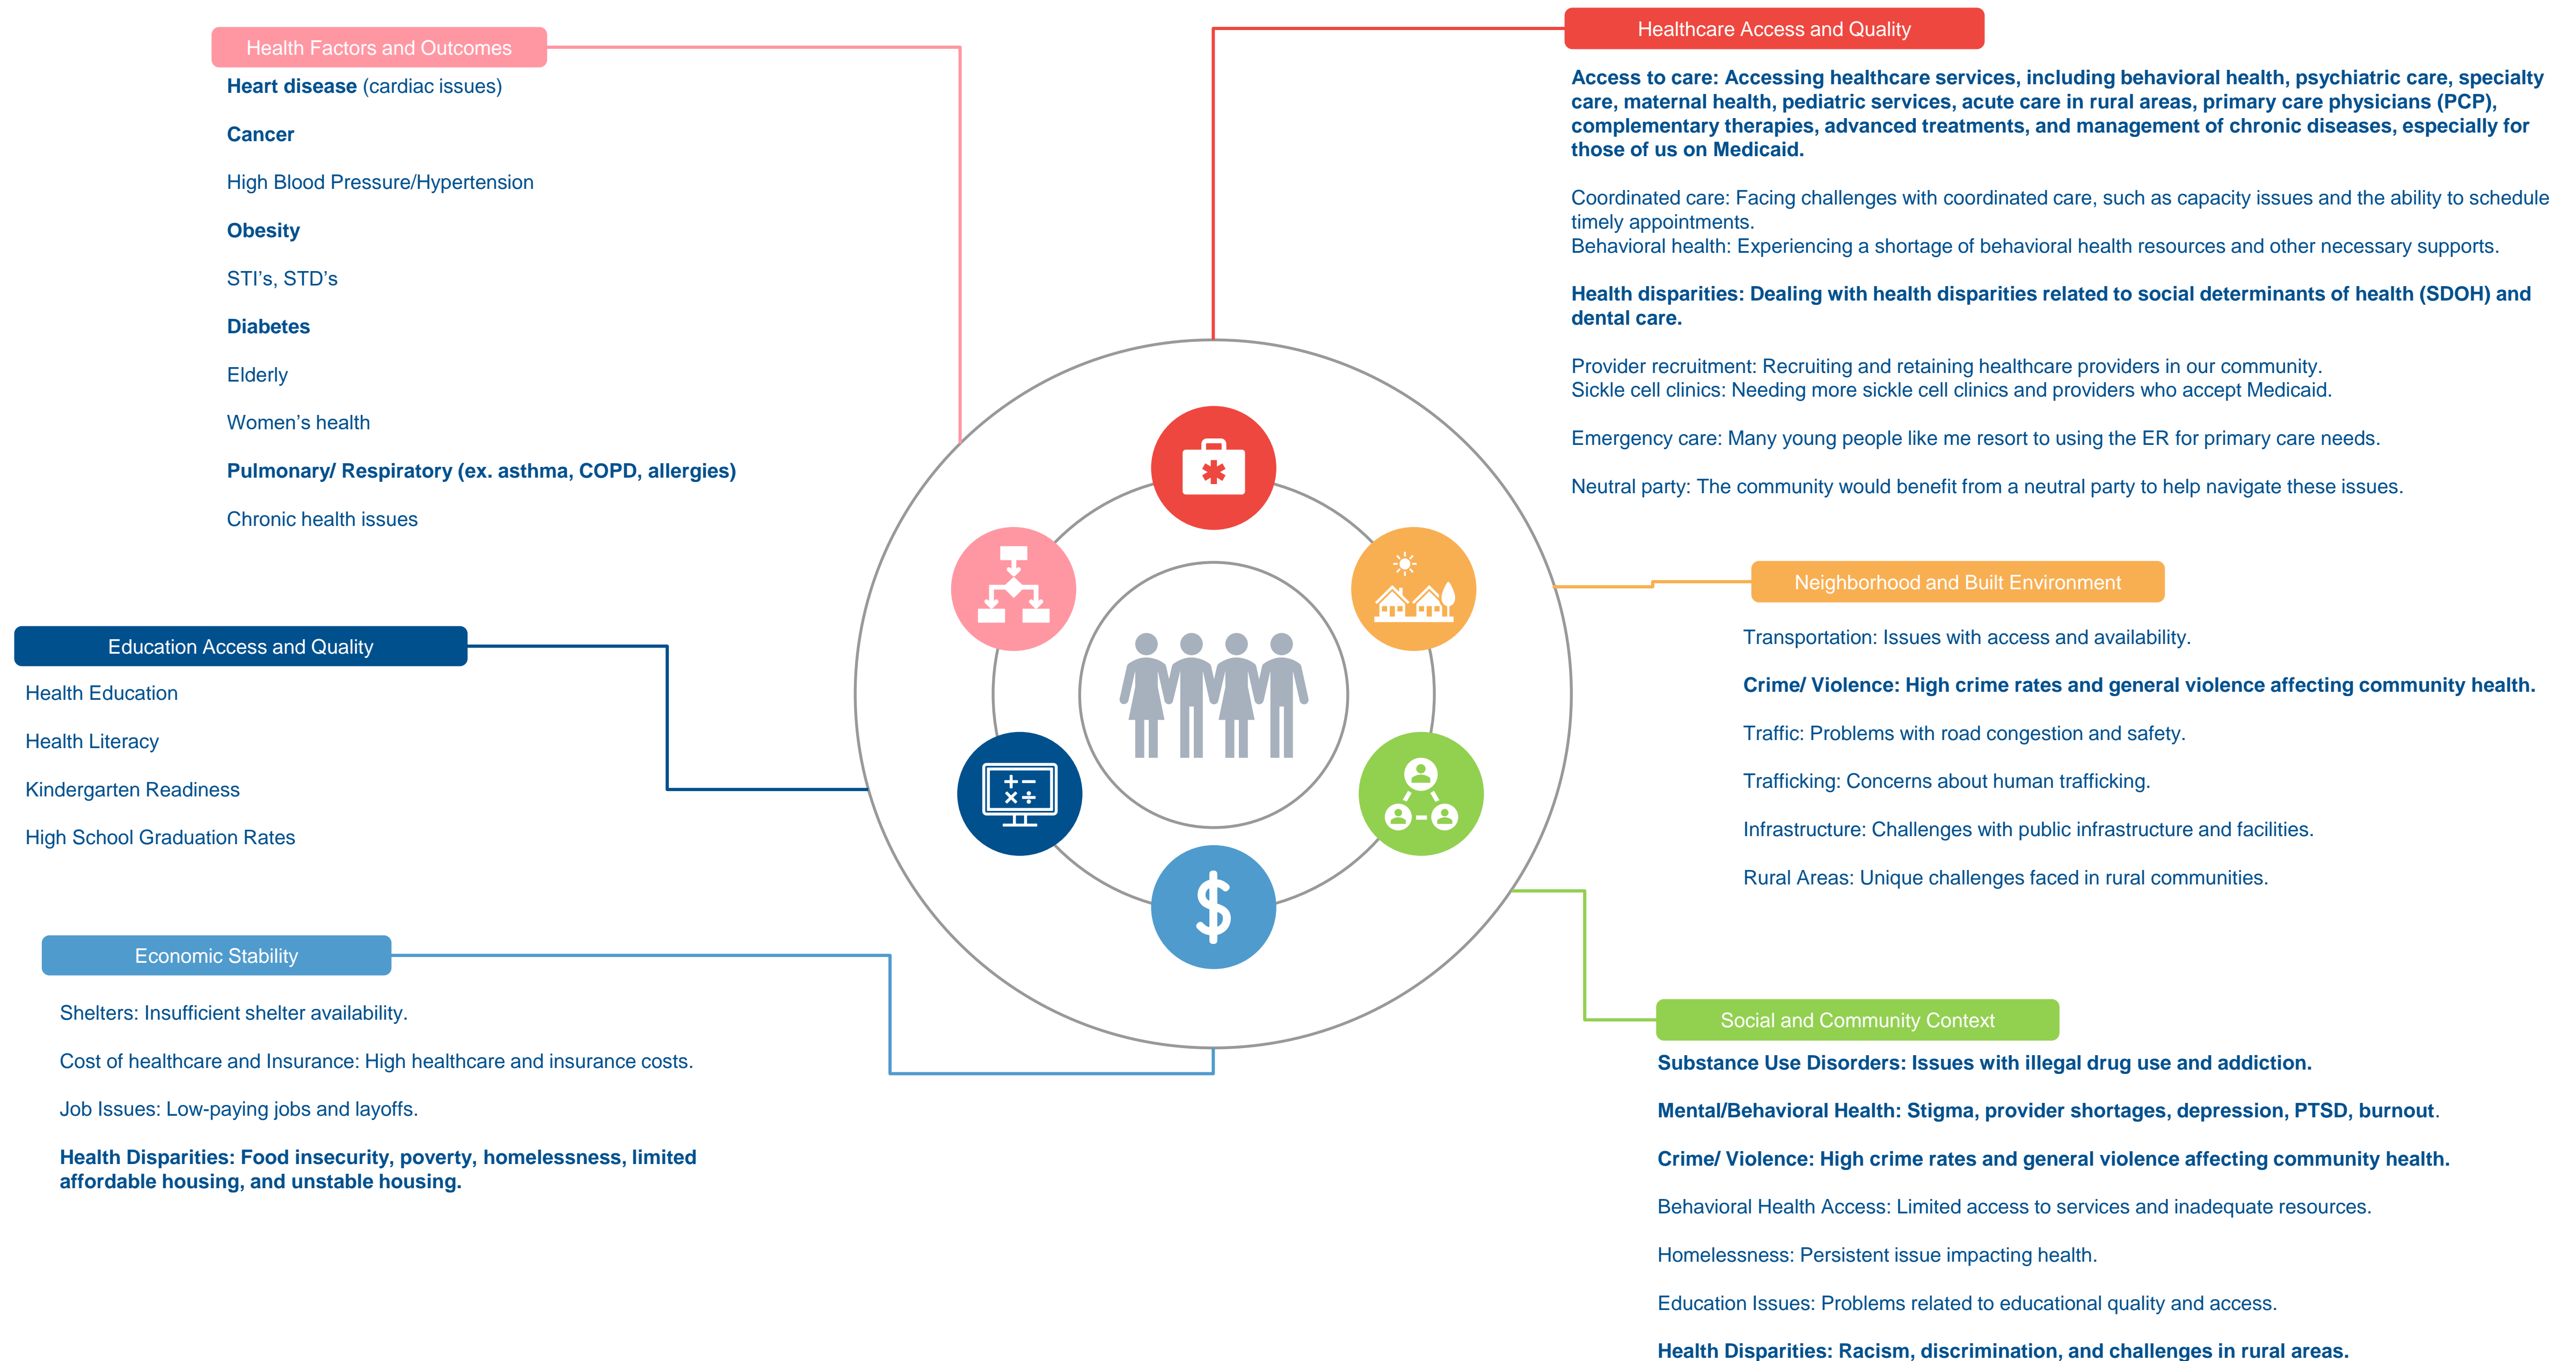 Health Factors and Outcomes
Heart disease (cardiac issues)
Cancer
High Blood Pressure/Hypertension
Obesity
STI's, STD's
Diabetes
Elderly
Women's health
Pulmonary/ Respiratory (ex. asthma, COPD, allergies)
Chronic health issues
Education Access and Quality
Health Education
Health Literacy
Kindergarten Readiness
High School Graduation Rates
Economic Stability
Shelters: Insufficient shelter availability.
Cost of healthcare and Insurance: High healthcare and insurance costs.
Job Issues: Low-paying jobs and layoffs.
Health Disparities: Food insecurity, poverty, homelessness, limited
affordable housing, and unstable housing.
Healthcare Access and Quality
Access to care: Accessing healthcare services, including behavioral health, psychiatric care, specialty
care, maternal health, pediatric services, acute care in rural areas, primary care physicians (PCP),
complementary therapies, advanced treatments, and management of chronic diseases, especially for
those of us on Medicaid.
Coordinated care: Facing challenges with coordinated care, such as capacity issues and the ability to schedule
timely appointments.
Behavioral health: Experiencing a shortage of behavioral health resources and other necessary supports.
Health disparities: Dealing with health disparities related to social determinants of health (SDOH) and
dental care.
Provider recruitment: Recruiting and retaining healthcare providers in our community.
Sickle cell clinics: Needing more sickle cell clinics and providers who accept Medicaid.
Emergency care: Many young people like me resort to using the ER for primary care needs.
Neutral party: The community would benefit from a neutral party to help navigate these issues.
Neighborhood and Built Environment
Transportation: Issues with access and availability.
Crime/ Violence: High crime rates and general violence affecting community health.
Traffic: Problems with road congestion and safety.
Trafficking: Concerns about human trafficking.
Infrastructure: Challenges with public infrastructure and facilities.
Rural Areas: Unique challenges faced in rural communities.
Social and Community Context
Substance Use Disorders: Issues with illegal drug use and addiction.
Mental/Behavioral Health: Stigma, provider shortages, depression, PTSD, burnout.
Crime/ Violence: High crime rates and general violence affecting community health.
Behavioral Health Access: Limited access to services and inadequate resources.
Homelessness: Persistent issue impacting health.
Education Issues: Problems related to educational quality and access.
Health Disparities: Racism, discrimination, and challenges in rural areas.